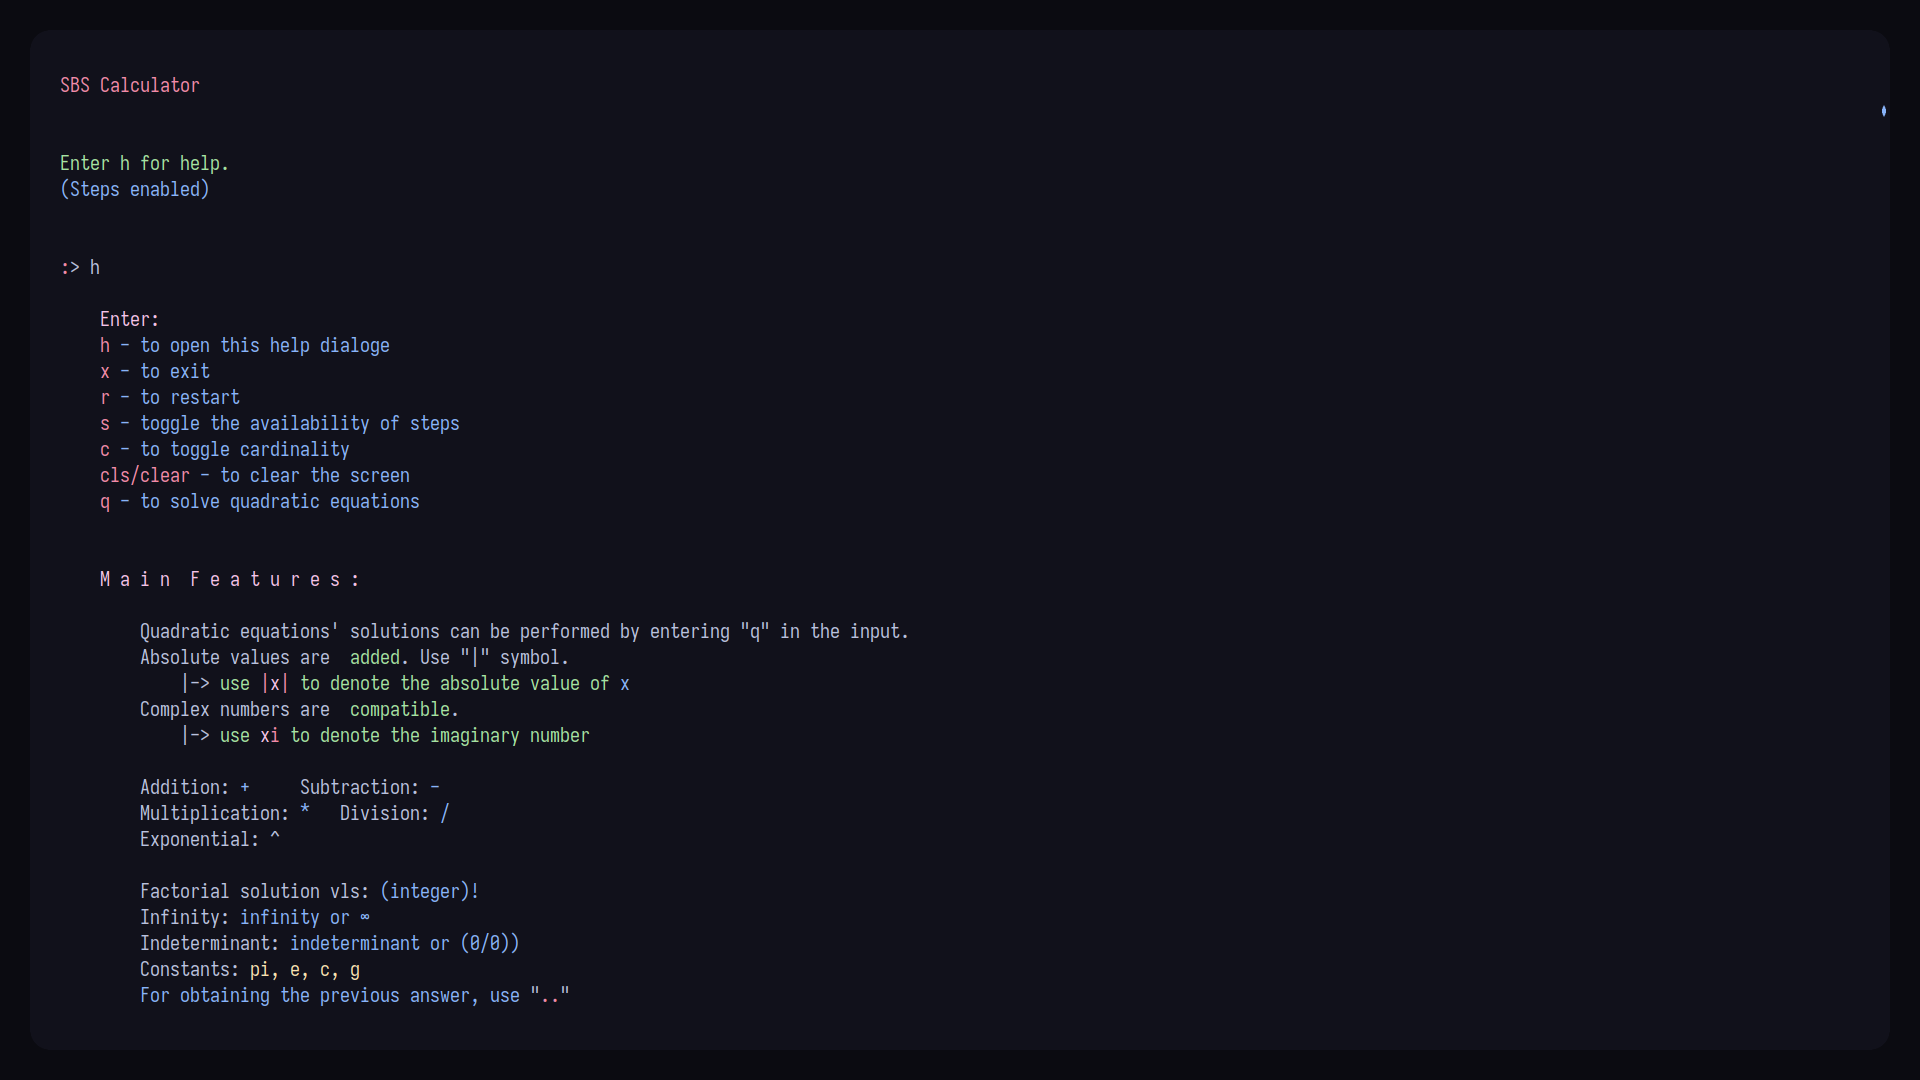 SBS Calculator
Enter h for help.
(Steps enabled)
:> h
Enter:
h - to open this help dialoge
x - to exit
r - to restart
s - toggle the availability of steps
c - to toggle cardinality
cls/clear - to clear the screen
q - to solve quadratic equations
M a i n  F e a t u r e s :
Quadratic equations' solutions can be performed by entering "q" in the input.
Absolute values are  added. Use "|" symbol.
|-> use |x| to denote the absolute value of x
Complex numbers are  compatible.
|-> use xi to denote the imaginary number
Addition: +     Subtraction: -
Multiplication: *   Division: /
Exponential: ^
Factorial solution vls: (integer)!
Infinity: infinity or ∞
Indeterminant: indeterminant or (0/0))
Constants: pi, e, c, g
For obtaining the previous answer, use ".."